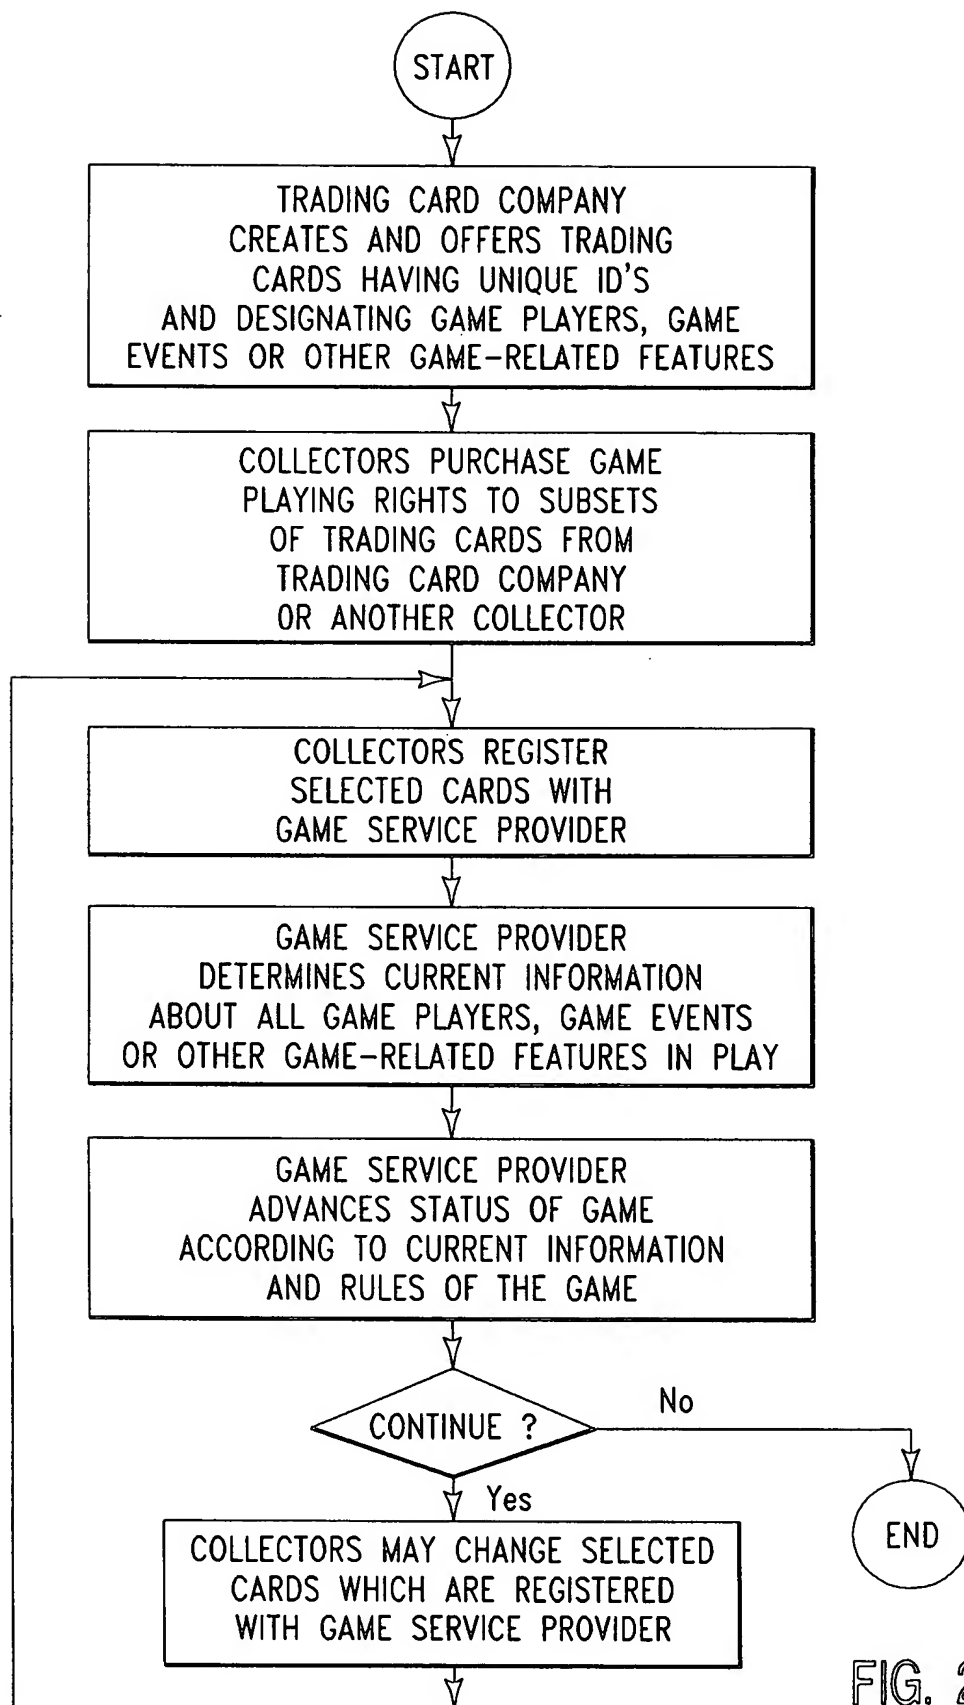 START
TRADING CARD COMPANY
CREATES AND OFFERS TRADING
CARDS HAVING UNIQUE ID'S
AND DESIGNATING GAME PLAYERS, GAME
EVENTS OR OTHER GAME-RELATED FEATURES
COLLECTORS PURCHASE GAME
PLAYING RIGHTS TO SUBSETS
OF TRADING CARDS FROM
TRADING CARD COMPANY
OR ANOTHER COLLECTOR
COLLECTORS REGISTER
SELECTED CARDS WITH
GAME SERVICE PROVIDER
GAME SERVICE PROVIDER
DETERMINES CURRENT INFORMATION
ABOUT ALL GAME PLAYERS, GAME EVENTS
OR OTHER GAME-RELATED FEATURES IN PLAY
GAME SERVICE PROVIDER
ADVANCES STATUS OF GAME
ACCORDING TO CURRENT INFORMATION
AND RULES OF THE GAME
CONTINUE ?
No
Yes
END
COLLECTORS MAY CHANGE SELECTED
CARDS WHICH ARE REGISTERED
WITH GAME SERVICE PROVIDER
FIG.